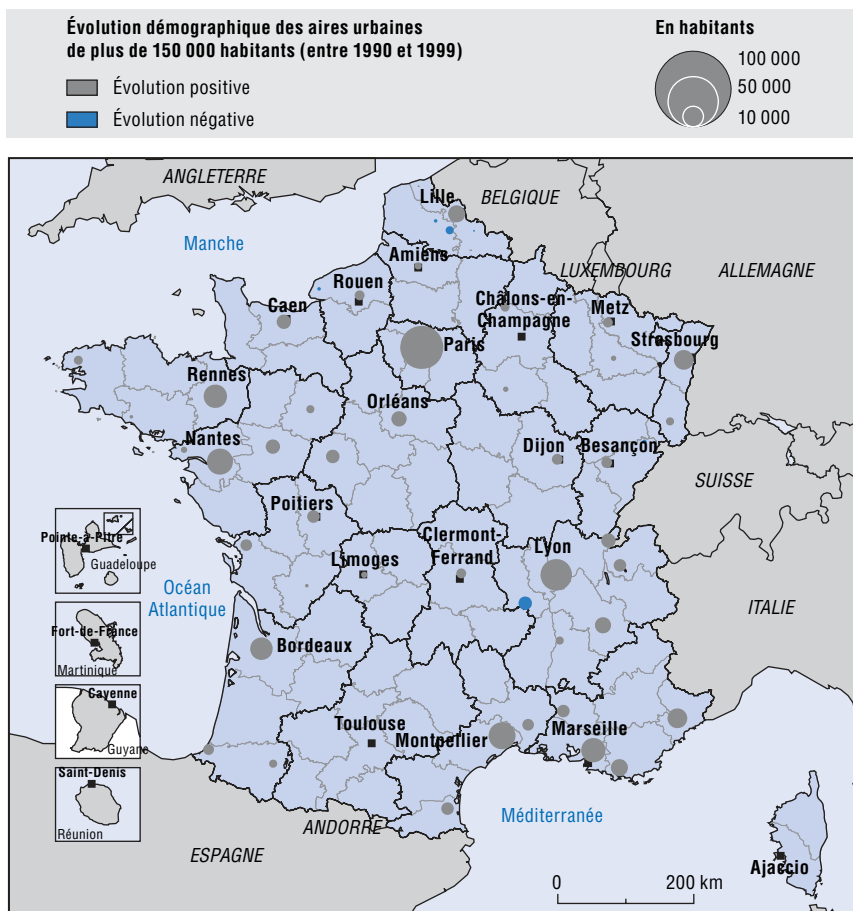 Évolution démographique des aires urbaines
de plus de 150 000 habitants (entre 1990 et 1999)
Évolution positive
Évolution négative
En habitants
100 000
50 000
10 000
ANGLETERRE
BELGIQUE
Lille
Manche
Amiens
LUXEMBOURG
ALLEMAGNE
Rouen
Caen
Châlons-en-
Champagne
Metz
Paris
Strasbourg
Rennes
Orléans
Nantes
Dijon
Besançon
SUISSE
Poitiers
Clermont-
Ferrand
Lyon
Limoges
Pointe-à-Pitre
Guadeloupe
Océan
Atlantique
ITALIE
Fort-de-France
Martinique
Bordeaux
Cayenne
Guyane
Toulouse
Montpellier
Marseille
Saint-Denis
Réunion
ANDORRE
Méditerranée
ESPAGNE
Ajaccio
0
200 km